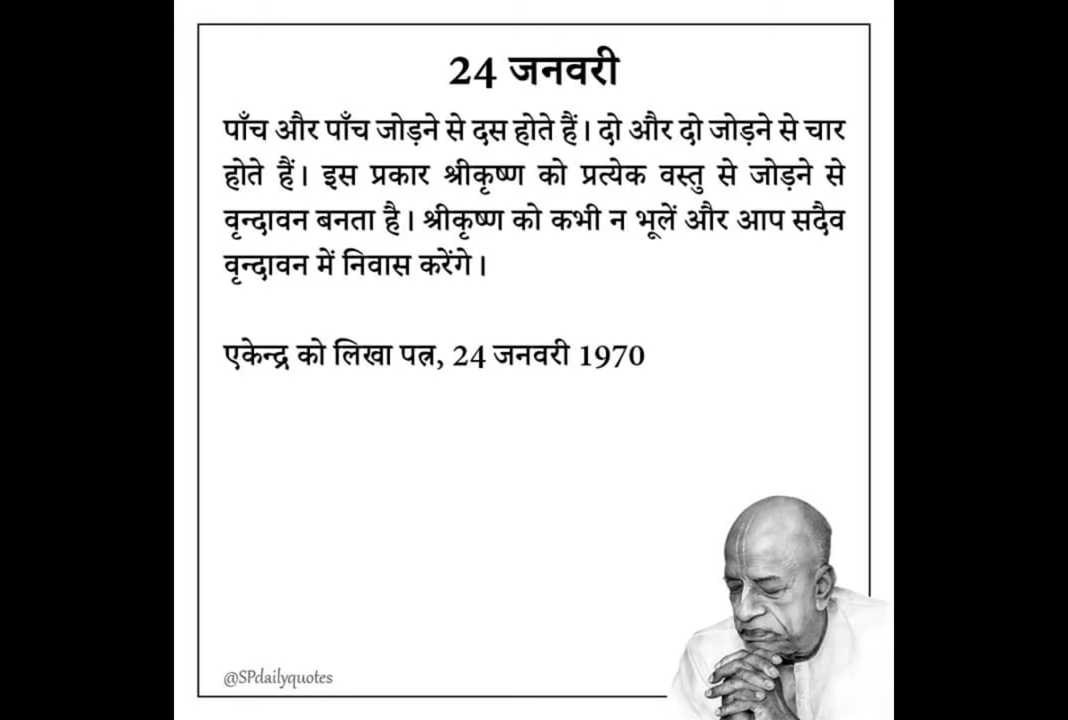 24 जनवरी
पाँच और पाँच जोड़ने से दस होते हैं। दो और दो जोड़ने से चार
होते हैं। इस प्रकार श्रीकृष्ण को प्रत्येक वस्तु से जोड़ने से
वृन्दावन बनता है। श्रीकृष्ण को कभी न भूलें और आप सदैव
वृन्दावन में निवास करेंगे।
एकेन्द्र को लिखा पत्र, 24 जनवरी 1970
@SPdailyquotes